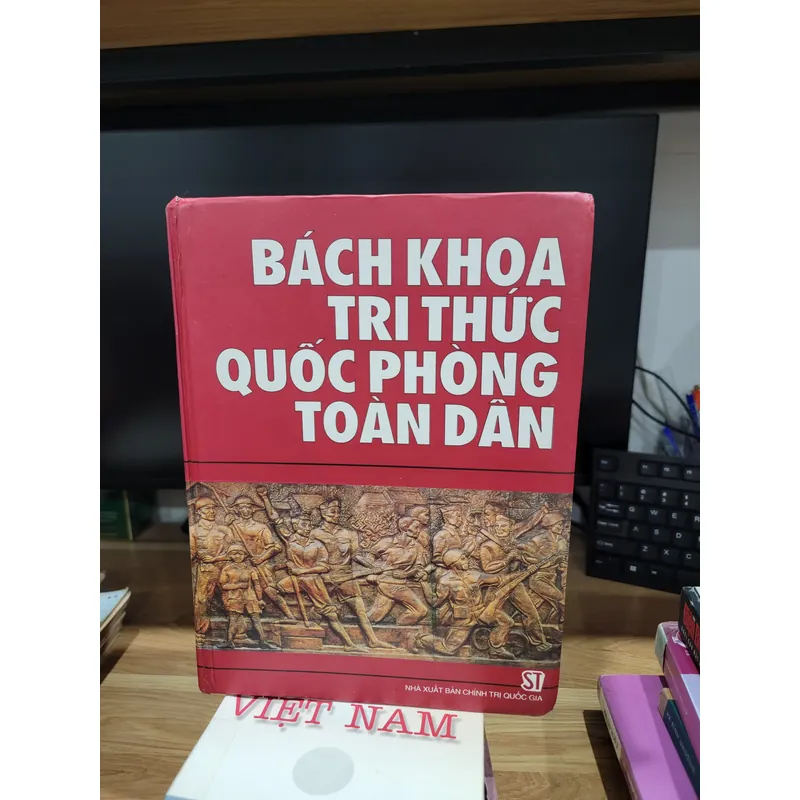 BÁCH KHOA
TRI THỨC
QUỐC PHÒNG
TOÀN DÂN
ST
NHÀ XUẤT BẢN CHÍNH TRỊ QUỐC GIA
VIỆT NAM